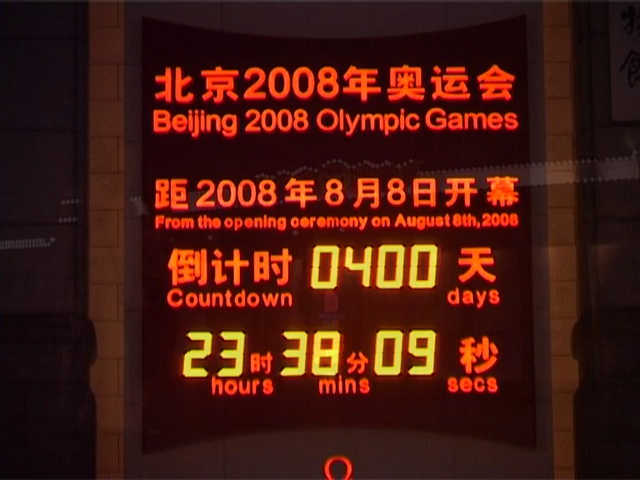 北京2008年奥运会
Beijing 2008 Olympic Games
距2008年8月8日开幕
From the opening ceremony on August 8th, 2008
倒计时 0400 天
Countdown days
23时38分09秒
hours mins secs